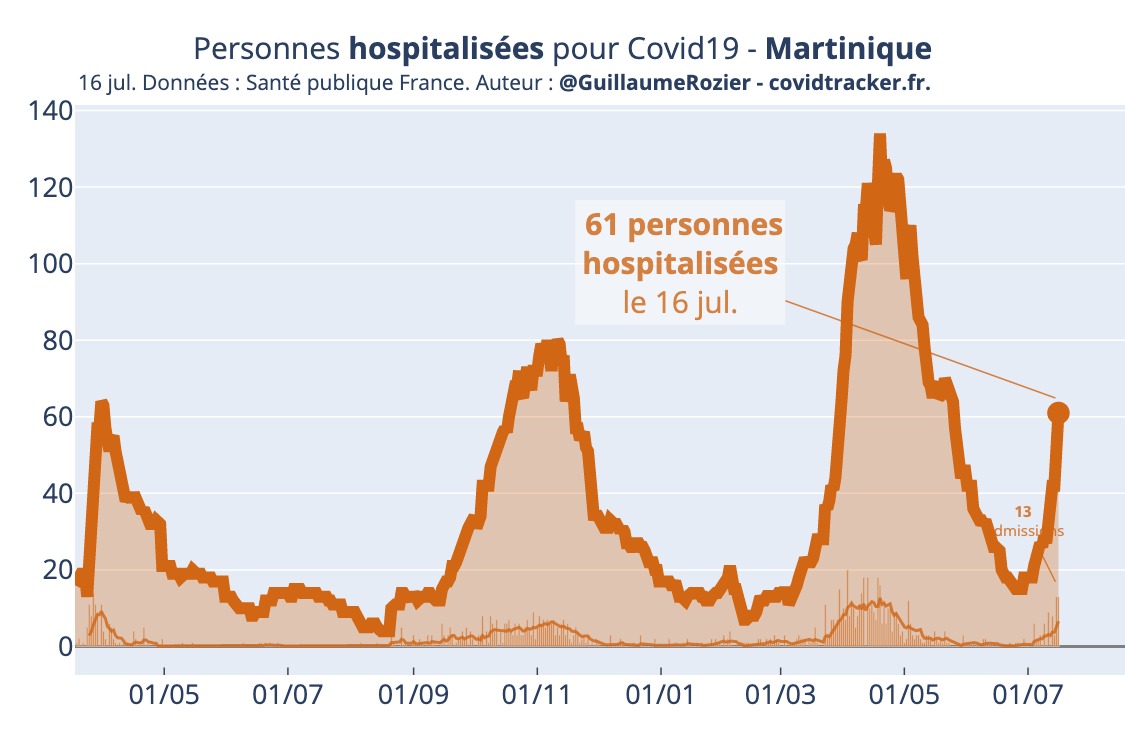 Personnes hospitalisées pour Covid19 - Martinique
16 jul. Données : Santé publique France. Auteur : @GuillaumeRozier - covidtracker.fr.
140
120
100
80
60
40
20
0
61 personnes
hospitalisées
le 16 jul.
13
dmissions
01/05
01/07
01/09
01/11
01/01
01/03
01/05
01/07